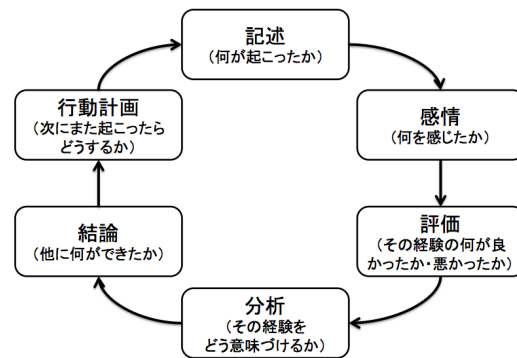 記述
（何が起こったか）
感情
（何を感じたか）
評価
（その経験の何が良
かったか・悪かったか）
分析
（その経験を
どう意味づけるか）
結論
（他に何ができたか）
行動計画
（次にまた起こったら
どうするか）